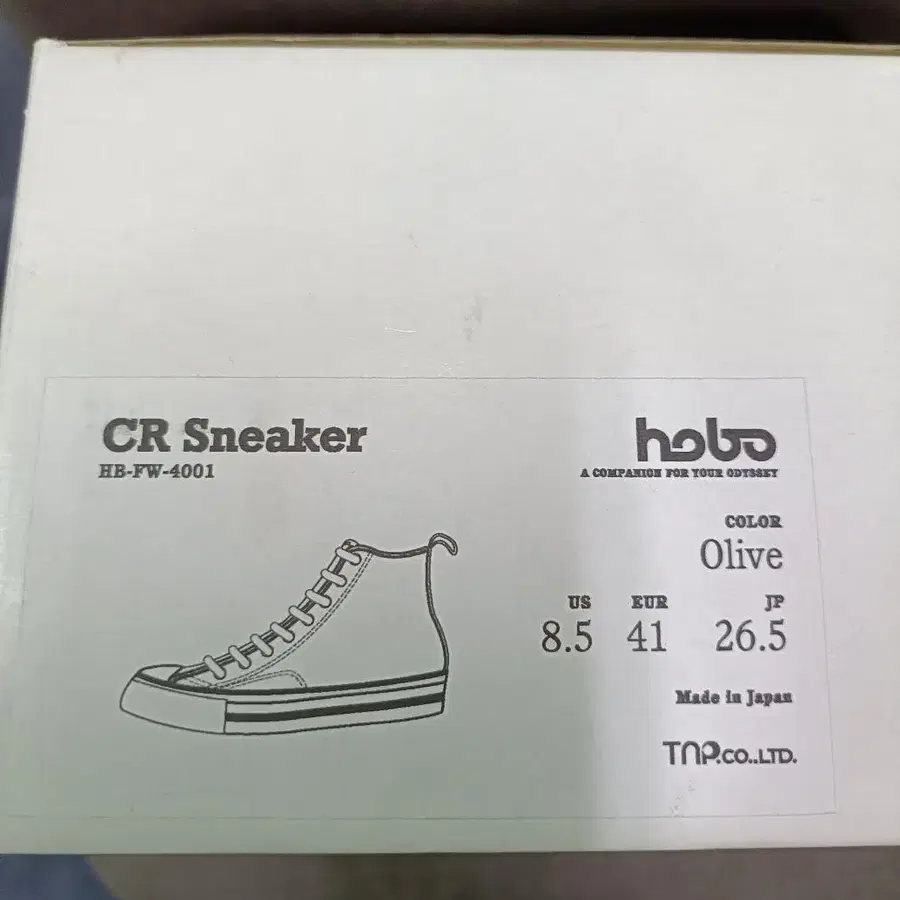 CR Sneaker
HB-FW-4001
hobo
A COMPANION FOR YOUR ODYSSEY
COLOR
Olive
US EUR JP
8.5 41 26.5
Made in Japan
TNP.CO..LTD.